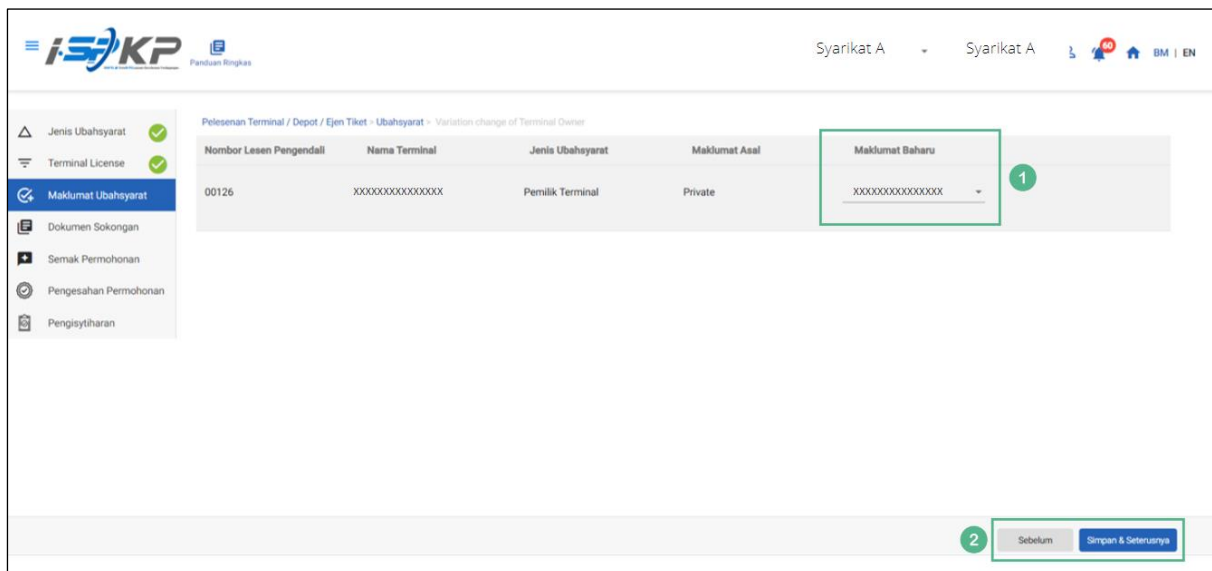 i-SPKP
Panduan Ringkas
Syarikat A
Syarikat A
60
BM | EN
Jenis Ubahsyarat
Terminal License
Maklumat Ubahsyarat
Dokumen Sokongan
Semak Permohonan
Pengesahan Permohonan
Pengisytiharan
Pelesenan Terminal / Depot / Ejen Tiket > Ubahsyarat > Variation change of Terminal Owner
Nombor Lesen Pengendali Nama Terminal Jenis Ubahsyarat Maklumat Asal Maklumat Baharu
00126 XXXXXXXXXXXXXXX Pemilik Terminal Private XXXXXXXXXXXXXXX
1
2
Sebelum
Simpan & Seterusnya